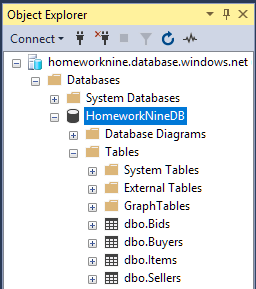 Object Explorer
Connect
homeworknine.database.windows.net
Databases
System Databases
HomeworkNineDB
Database Diagrams
Tables
System Tables
External Tables
GraphTables
dbo.Bids
dbo.Buyers
dbo.Items
dbo.Sellers